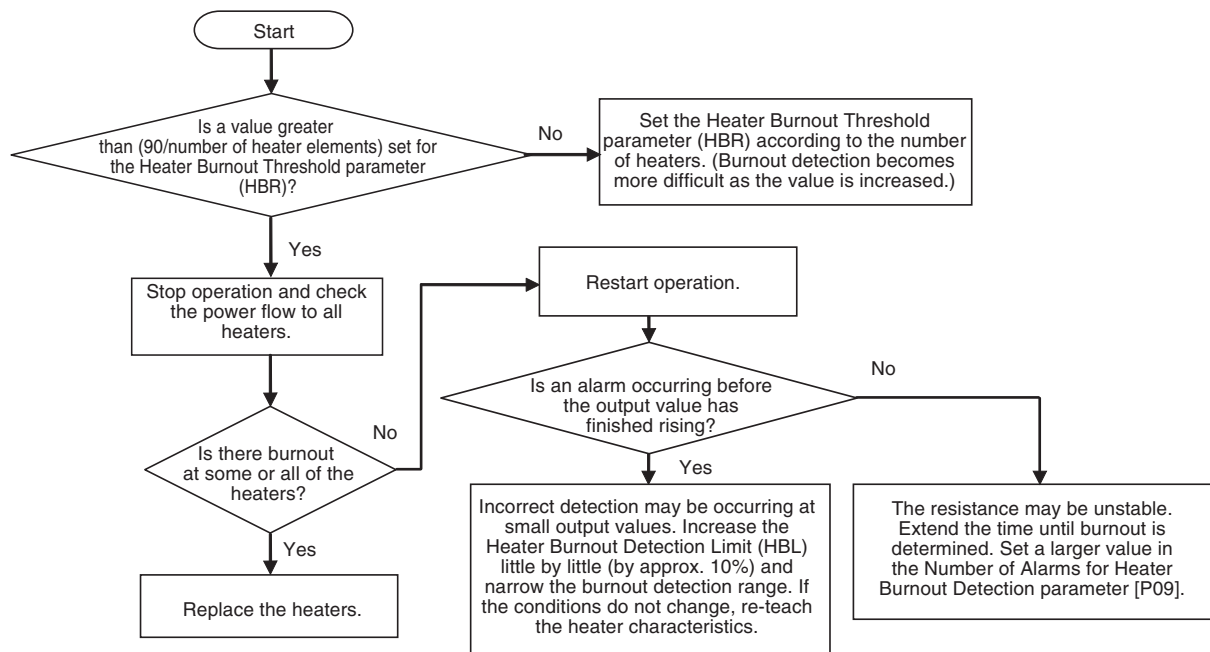 Start
Is a value greater
than (90/number of heater elements) set for
the Heater Burnout Threshold parameter
(HBR)?
No
Set the Heater Burnout Threshold
parameter (HBR) according to the number
of heaters. (Burnout detection becomes
more difficult as the value is increased.)
Yes
Stop operation and check
the power flow to all
heaters.
Is there burnout
at some or all of the
heaters?
No
Yes
Replace the heaters.
Restart operation.
Is an alarm occurring before
the output value has
finished rising?
No
Yes
Incorrect detection may be occurring at
small output values. Increase the
Heater Burnout Detection Limit (HBL)
little by little (by approx. 10%) and
narrow the burnout detection range. If
the conditions do not change, re-teach
the heater characteristics.
The resistance may be unstable.
Extend the time until burnout is
determined. Set a larger value in
the Number of Alarms for Heater
Burnout Detection parameter [P09].